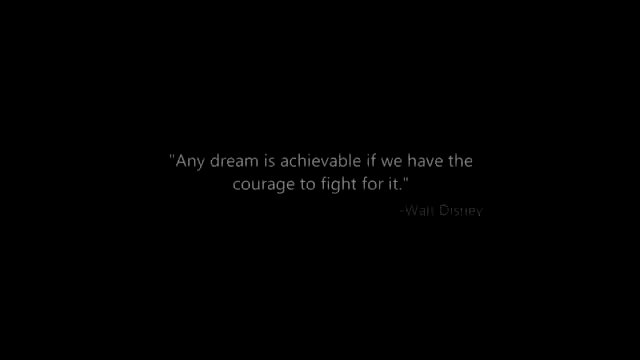 "Any dream is achievable if we have the
courage to fight for it."
-Walt Disney